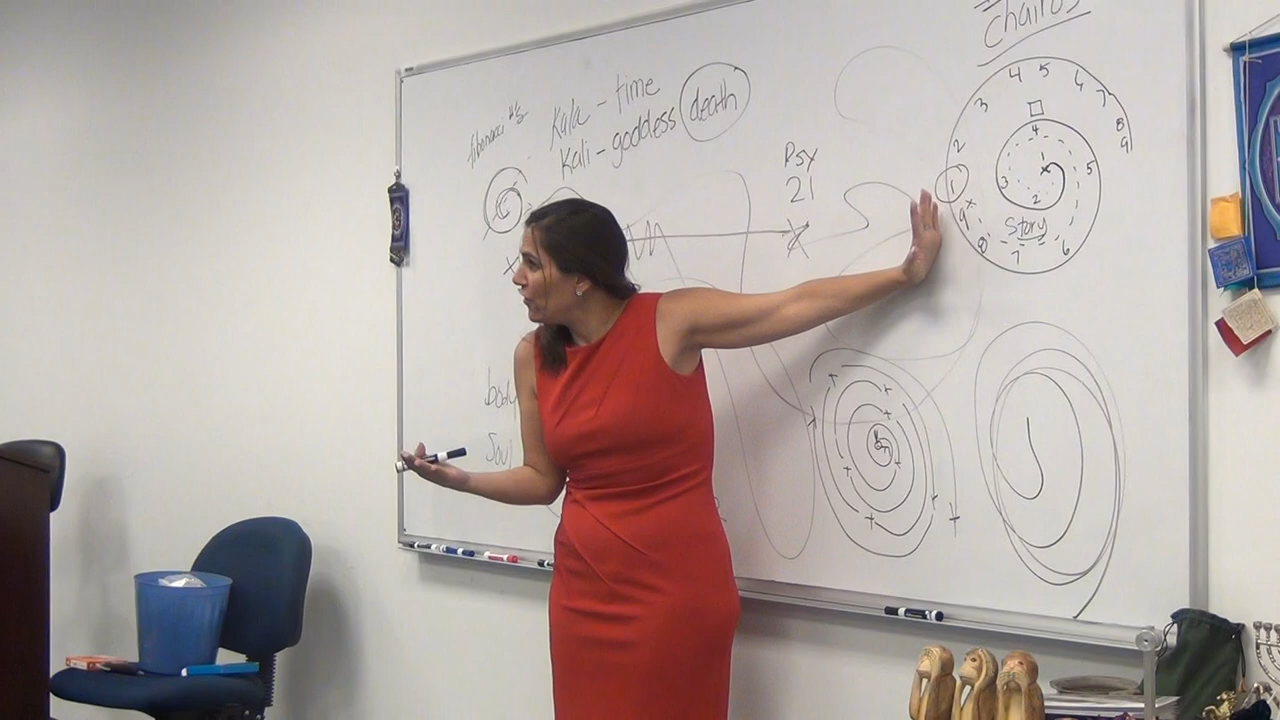 Chairos
fibonacci #s
Kala - time
Kali - goddess death
Psy
21
1 2 3 4 5 6 7 8 9
1 2 3 4 5 6 7 8 9
Story
body
Soul